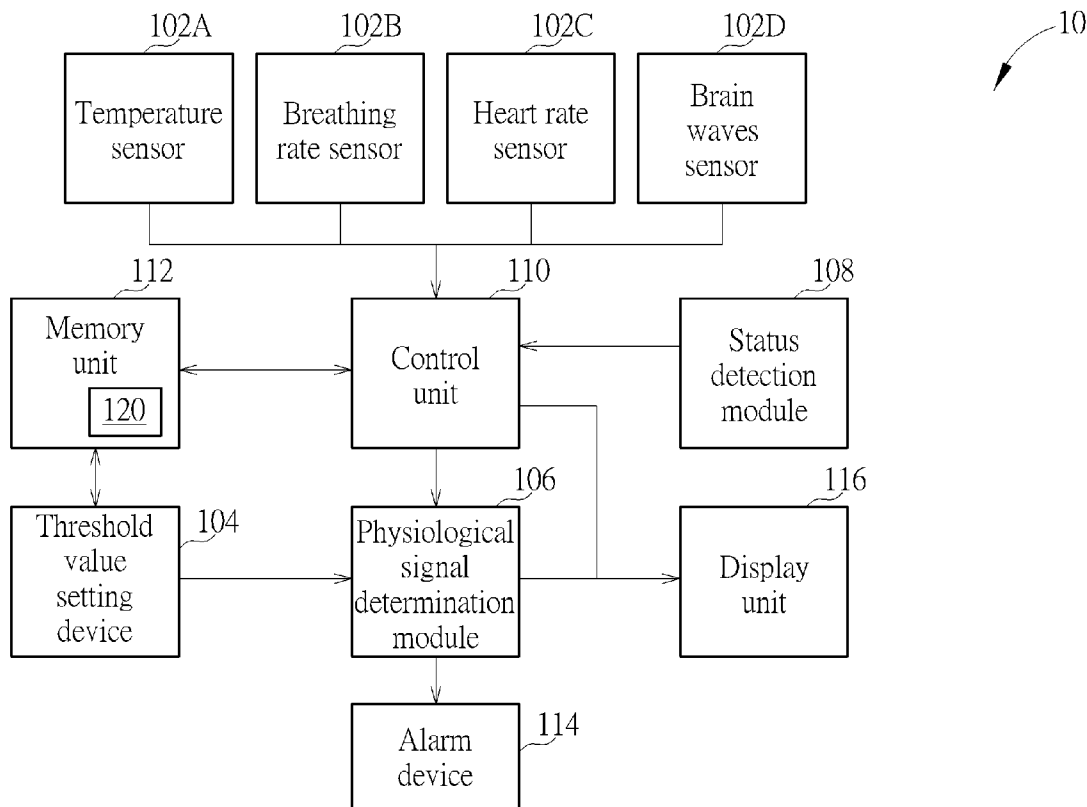 102A
102B
102C
102D
10
Temperature
sensor
Breathing
rate sensor
Heart rate
sensor
Brain
waves
sensor
112
110
108
Memory
unit
120
Control
unit
Status
detection
module
104
106
116
Threshold
value
setting
device
Physiological
signal
determination
module
Display
unit
114
Alarm
device